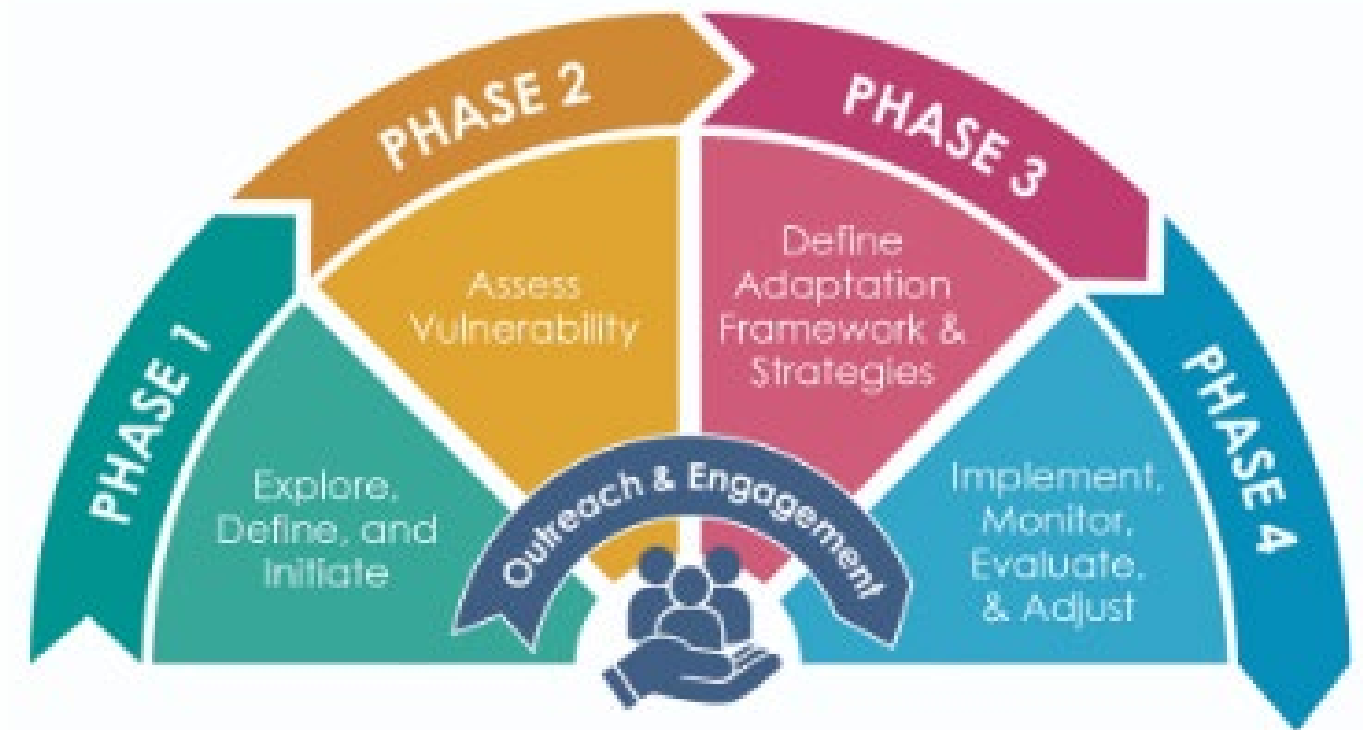 PHASE 1
Explore,
Define, and
Initiate
PHASE 2
Assess
Vulnerability
PHASE 3
Define
Adaptation
Framework &
Strategies
PHASE 4
Implement,
Monitor,
Evaluate,
& Adjust
Outreach & Engagement